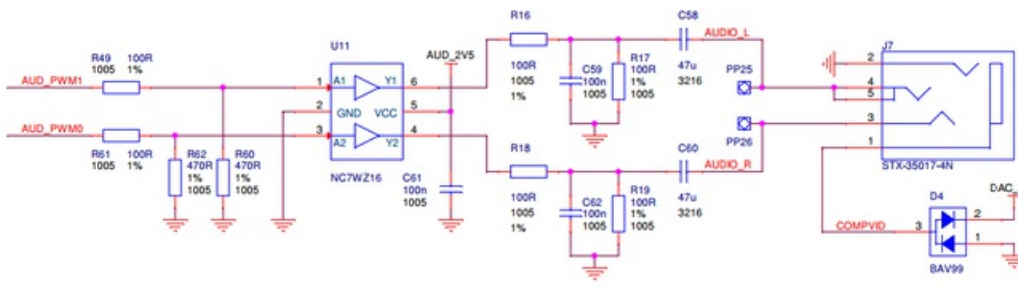 R49 100R
AUD_PWM1 1005 1%
AUD_PWM0
R61 100R
1005 1%
R62
470R
1%
1005
R60
470R
1%
1005
U11
1 A1 Y1 6
2 GND VCC 5
3 A2 Y2 4
NC7WZ16
AUD_2V5
C61
100n
1005
R16
100R
1005
1%
C59
100n
1005
R17
100R
1%
1005
C58
AUDIO_L
47u
3216
R18
100R
1005
1%
C62
100n
1005
R19
100R
1%
1005
C60
AUDIO_R
47u
3216
PP25
PP26
J7
2
4
5
3
1
STX-35017-4N
D4
DAC_
2
COMPVID 3
1
BAV99